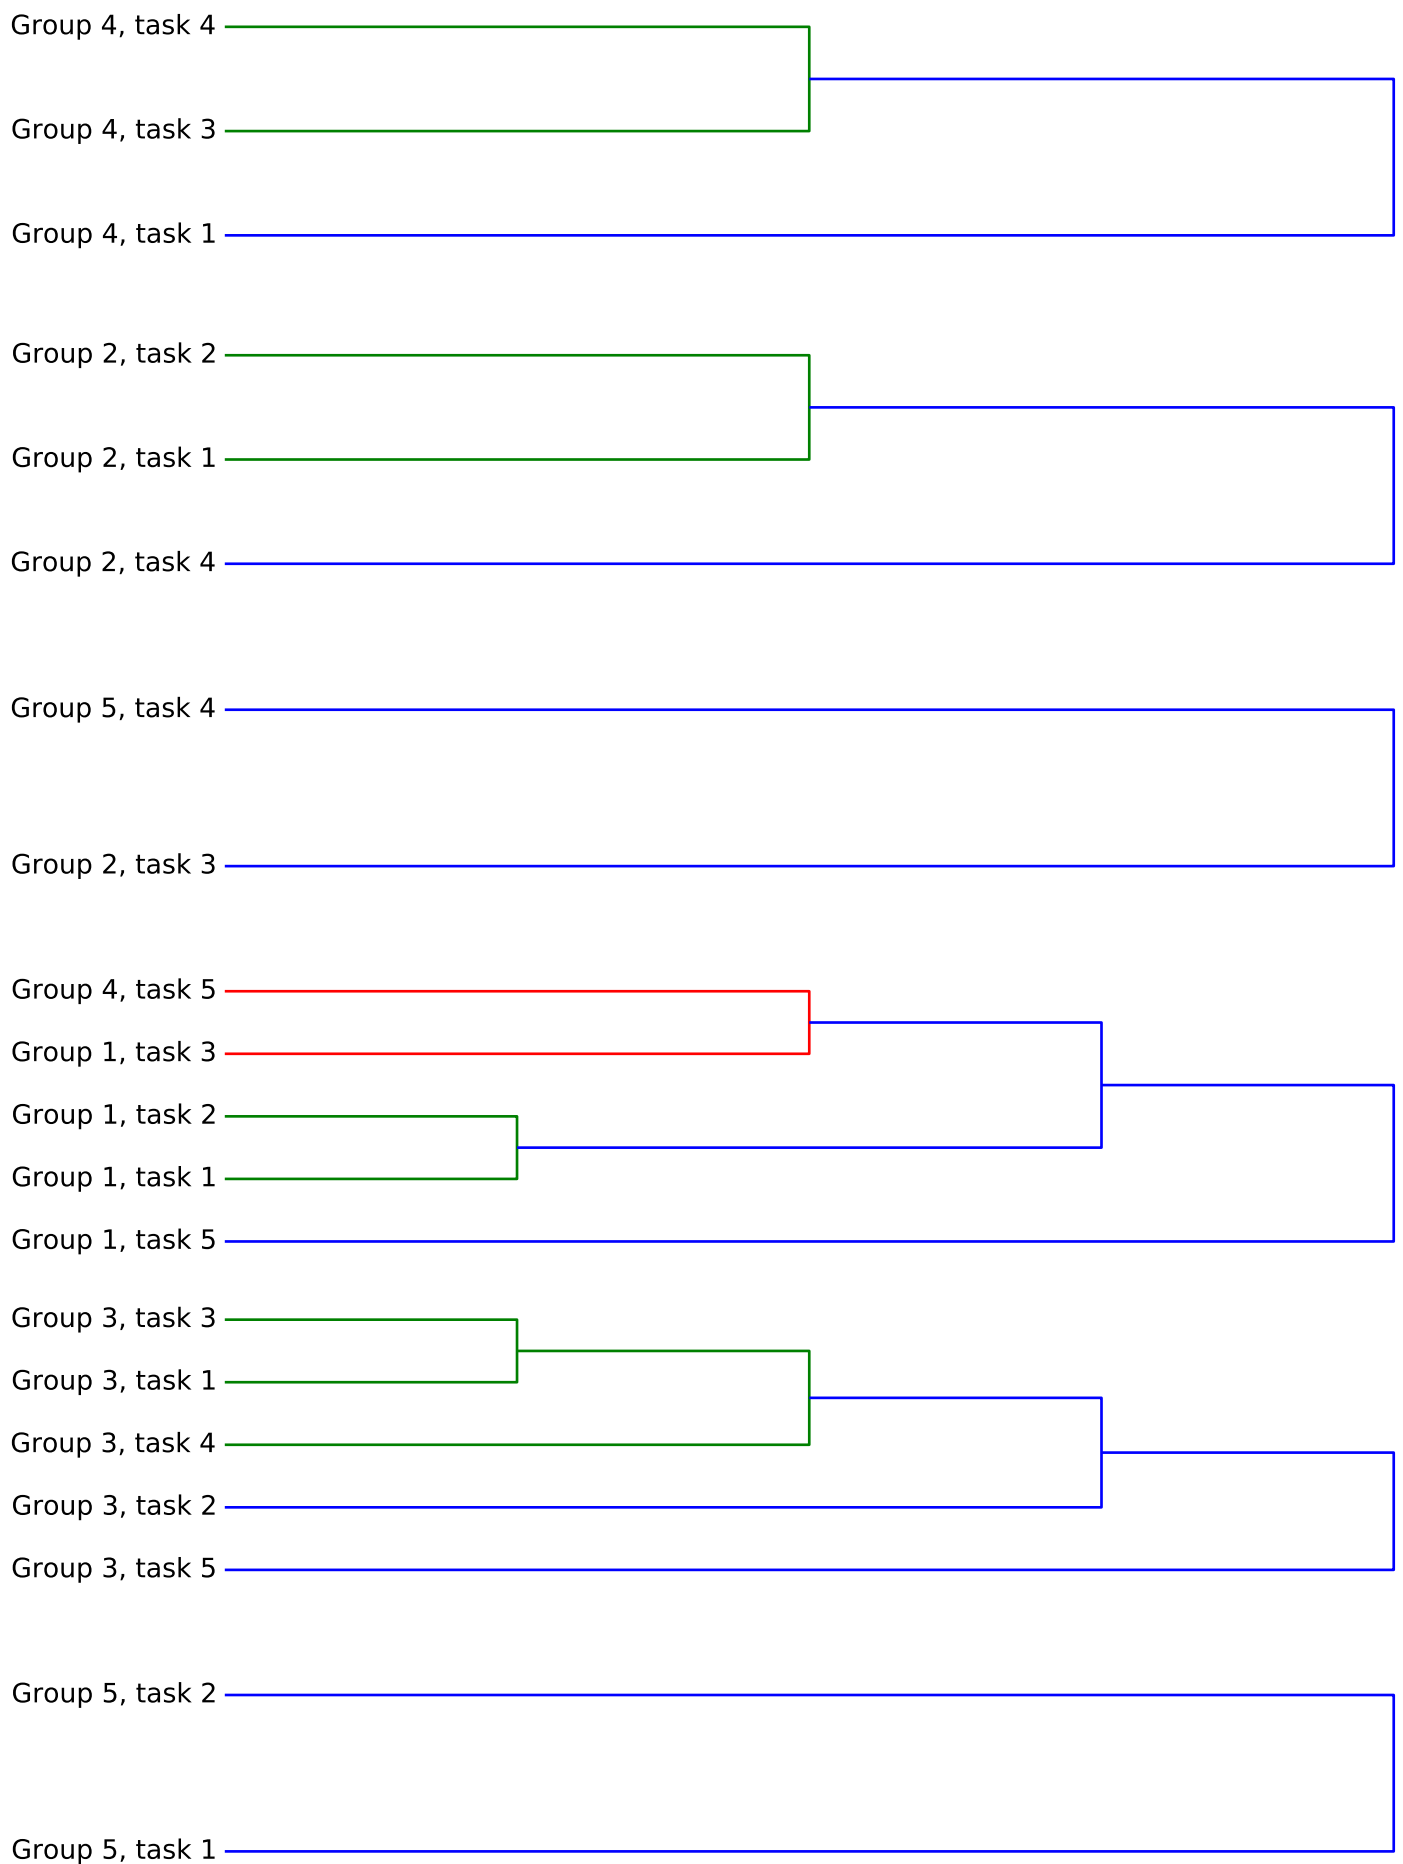 Group 4, task 4
Group 4, task 3
Group 4, task 1
Group 2, task 2
Group 2, task 1
Group 2, task 4
Group 5, task 4
Group 2, task 3
Group 4, task 5
Group 1, task 3
Group 1, task 2
Group 1, task 1
Group 1, task 5
Group 3, task 3
Group 3, task 1
Group 3, task 4
Group 3, task 2
Group 3, task 5
Group 5, task 2
Group 5, task 1